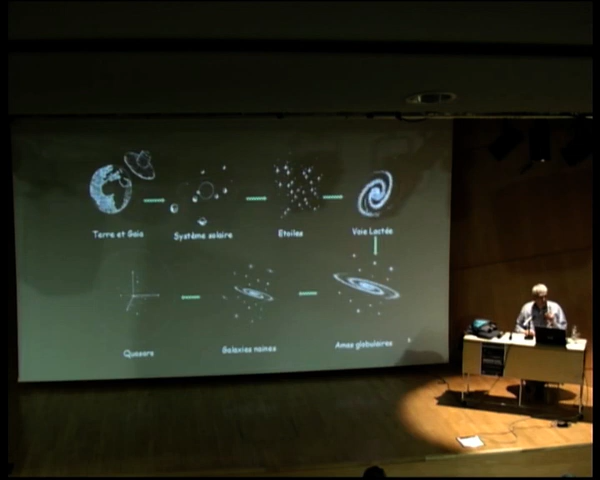 Terre et Gaia
Système solaire
Etoiles
Voie Lactée
Quasars
Galaxies naines
Amas globulaires